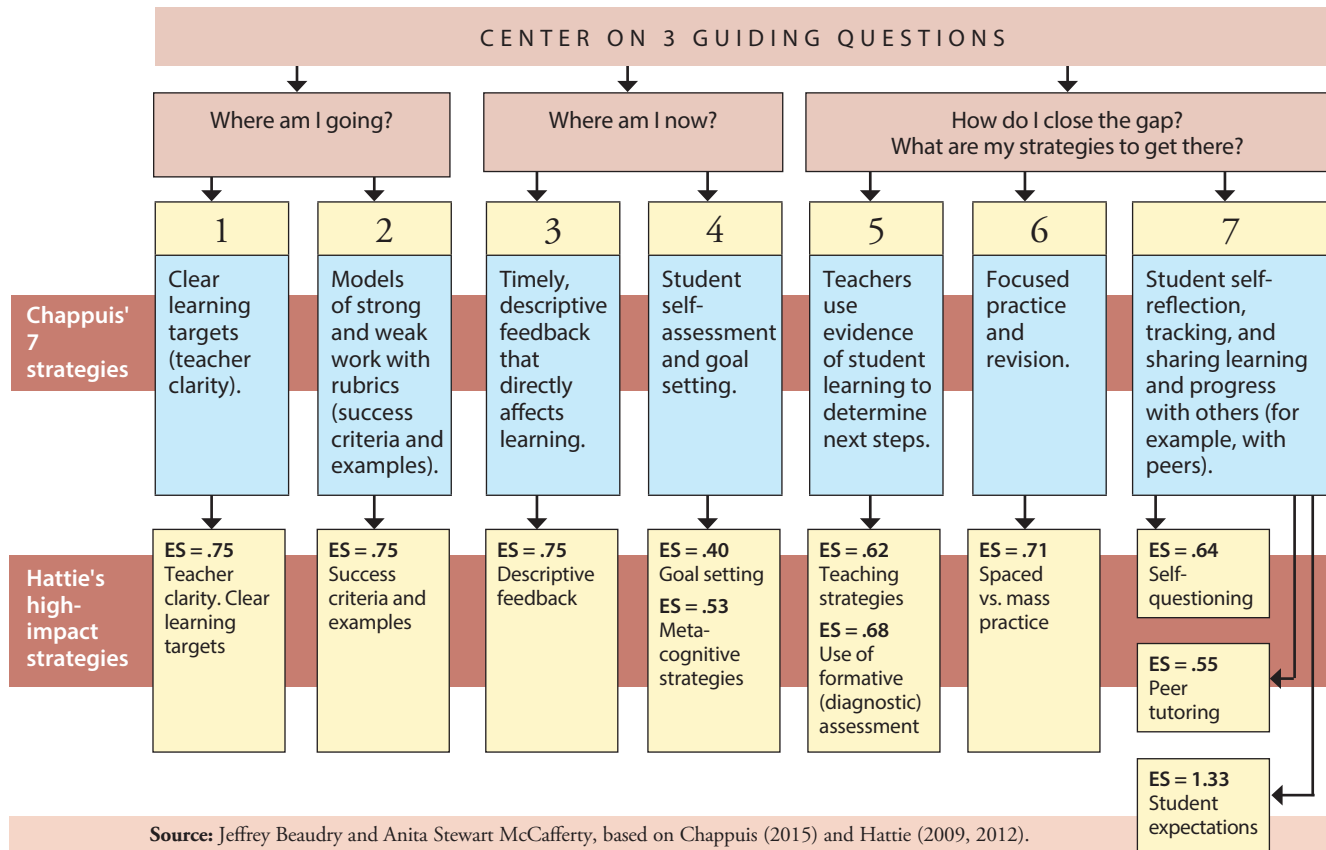 CENTER ON 3 GUIDING QUESTIONS
Where am I going?
Where am I now?
How do I close the gap?
What are my strategies to get there?
1
2
3
4
5
6
7
Chappuis'
7
strategies
Clear
learning
targets
(teacher
clarity).
Models
of strong
and weak
work with
rubrics
(success
criteria and
examples).
Timely,
descriptive
feedback
that
directly
affects
learning.
Student
self-
assessment
and goal
setting.
Teachers
use
evidence
of student
learning to
determine
next steps.
Focused
practice
and
revision.
Student self-
reflection,
tracking, and
sharing learning
and progress
with others (for
example, with
peers).
Hattie's
high-
impact
strategies
ES = .75
Teacher
clarity. Clear
learning
targets
ES = .75
Success
criteria and
examples
ES = .75
Descriptive
feedback
ES = .40
Goal setting
ES = .53
Meta-
cognitive
strategies
ES = .62
Teaching
strategies
ES = .68
Use of
formative
(diagnostic)
assessment
ES = .71
Spaced
vs. mass
practice
ES = .64
Self-
questioning
ES = .55
Peer
tutoring
ES = 1.33
Student
expectations
Source: Jeffrey Beaudry and Anita Stewart McCafferty, based on Chappuis (2015) and Hattie (2009, 2012).